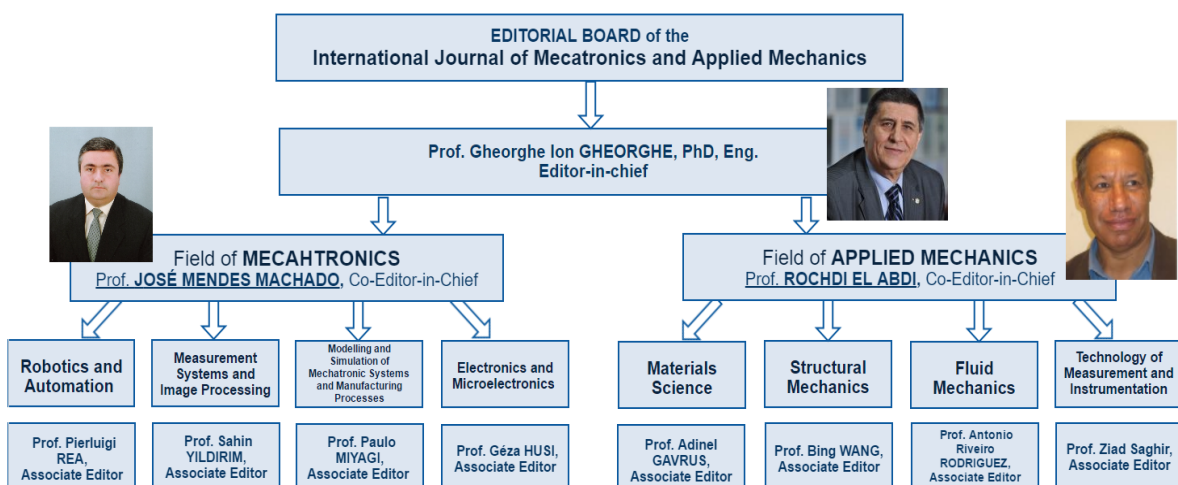 EDITORIAL BOARD of the
International Journal of Mecatronics and Applied Mechanics
Prof. Gheorghe Ion GHEORGHE, PhD, Eng.
Editor-in-chief
Field of MECAHTRONICS
Prof. JOSÉ MENDES MACHADO, Co-Editor-in-Chief
Field of APPLIED MECHANICS
Prof. ROCHDI EL ABDI, Co-Editor-in-Chief
Robotics and
Automation
Measurement
Systems and
Image Processing
Modelling and
Simulation of
Mechatronic Systems
and Manufacturing
Processes
Electronics and
Microelectronics
Materials
Science
Structural
Mechanics
Fluid
Mechanics
Technology of
Measurement and
Instrumentation
Prof. Pierluigi
REA,
Associate Editor
Prof. Sahin
YILDIRIM,
Associate Editor
Prof. Paulo
MIYAGI,
Associate Editor
Prof. Géza HUSI,
Associate Editor
Prof. Adinel
GAVRUS,
Associate Editor
Prof. Bing WANG,
Associate Editor
Prof. Antonio
Riveiro
RODRIGUEZ,
Associate Editor
Prof. Ziad Saghir,
Associate Editor